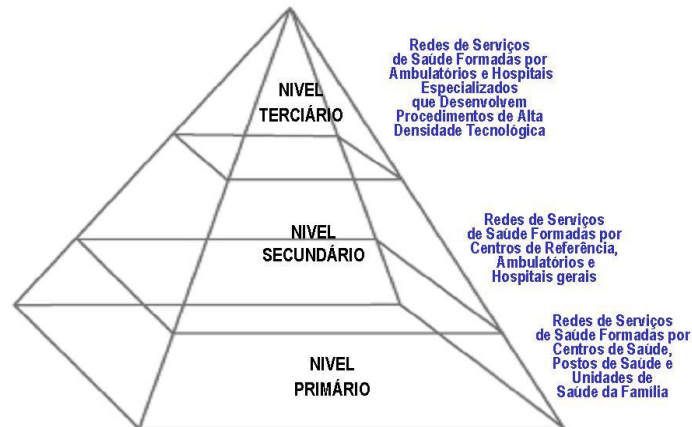 NIVEL
TERCIÁRIO
Redes de Serviços
de Saúde Formadas por
Ambulatórios e Hospitais
Especializados
que Desenvolvem
Procedimentos de Alta
Densidade Tecnológica
NIVEL
SECUNDÁRIO
Redes de Serviços
de Saúde Formadas por
Centros de Referência,
Ambulatórios e
Hospitais gerais
NIVEL
PRIMÁRIO
Redes de Serviços
de Saúde Formadas por
Centros de Saúde,
Postos de Saúde e
Unidades de
Saúde da Família